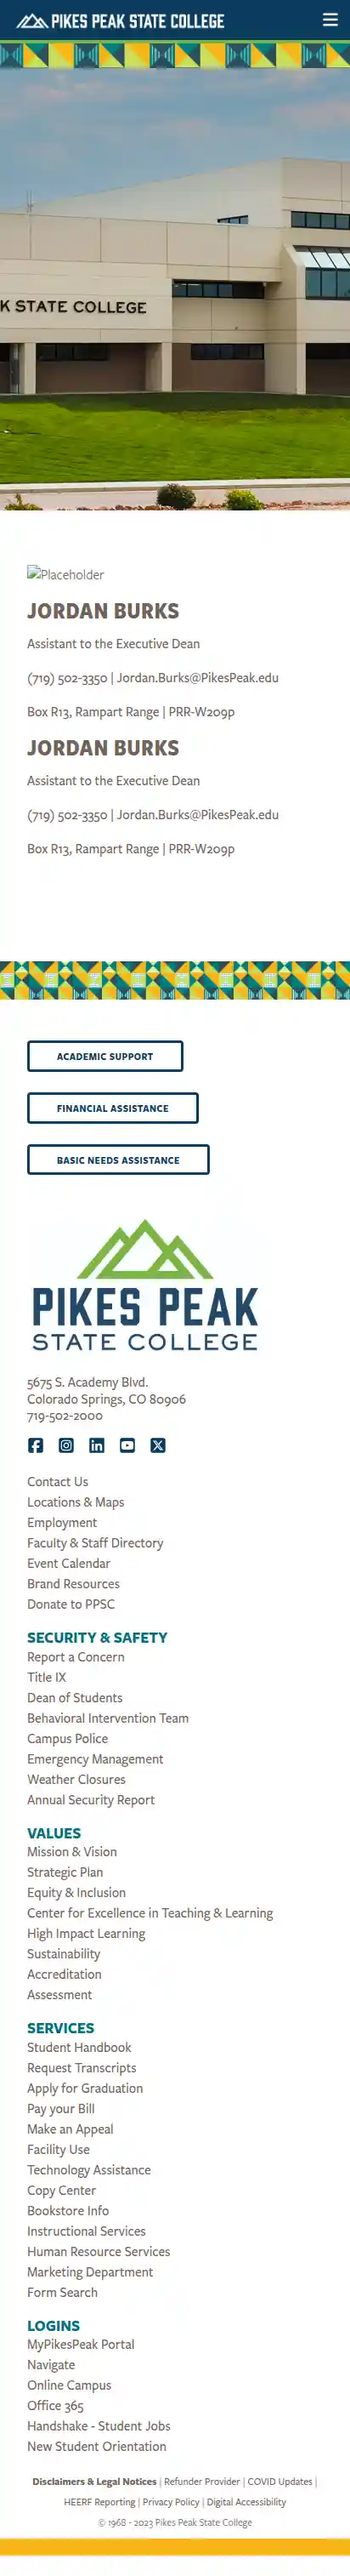 PIKES PEAK STATE COLLEGE
K STATE COLLEGE
Placeholder
JORDAN BURKS
Assistant to the Executive Dean
(719) 502-3350 | Jordan.Burks@PikesPeak.edu
Box R13, Rampart Range | PRR-W209p
JORDAN BURKS
Assistant to the Executive Dean
(719) 502-3350 | Jordan.Burks@PikesPeak.edu
Box R13, Rampart Range | PRR-W209p
ACADEMIC SUPPORT
FINANCIAL ASSISTANCE
BASIC NEEDS ASSISTANCE
PIKES PEAK
STATE COLLEGE
5675 S. Academy Blvd.
Colorado Springs, CO 80906
719-502-2000
Contact Us
Locations & Maps
Employment
Faculty & Staff Directory
Event Calendar
Brand Resources
Donate to PPSC
SECURITY & SAFETY
Report a Concern
Title IX
Dean of Students
Behavioral Intervention Team
Campus Police
Emergency Management
Weather Closures
Annual Security Report
VALUES
Mission & Vision
Strategic Plan
Equity & Inclusion
Center for Excellence in Teaching & Learning
High Impact Learning
Sustainability
Accreditation
Assessment
SERVICES
Student Handbook
Request Transcripts
Apply for Graduation
Pay your Bill
Make an Appeal
Facility Use
Technology Assistance
Copy Center
Bookstore Info
Instructional Services
Human Resource Services
Marketing Department
Form Search
LOGINS
MyPikesPeak Portal
Navigate
Online Campus
Office 365
Handshake - Student Jobs
New Student Orientation
Disclaimers & Legal Notices | Refunder Provider | COVID Updates |
HEERF Reporting | Privacy Policy | Digital Accessibility
© 1968 - 2023 Pikes Peak State College